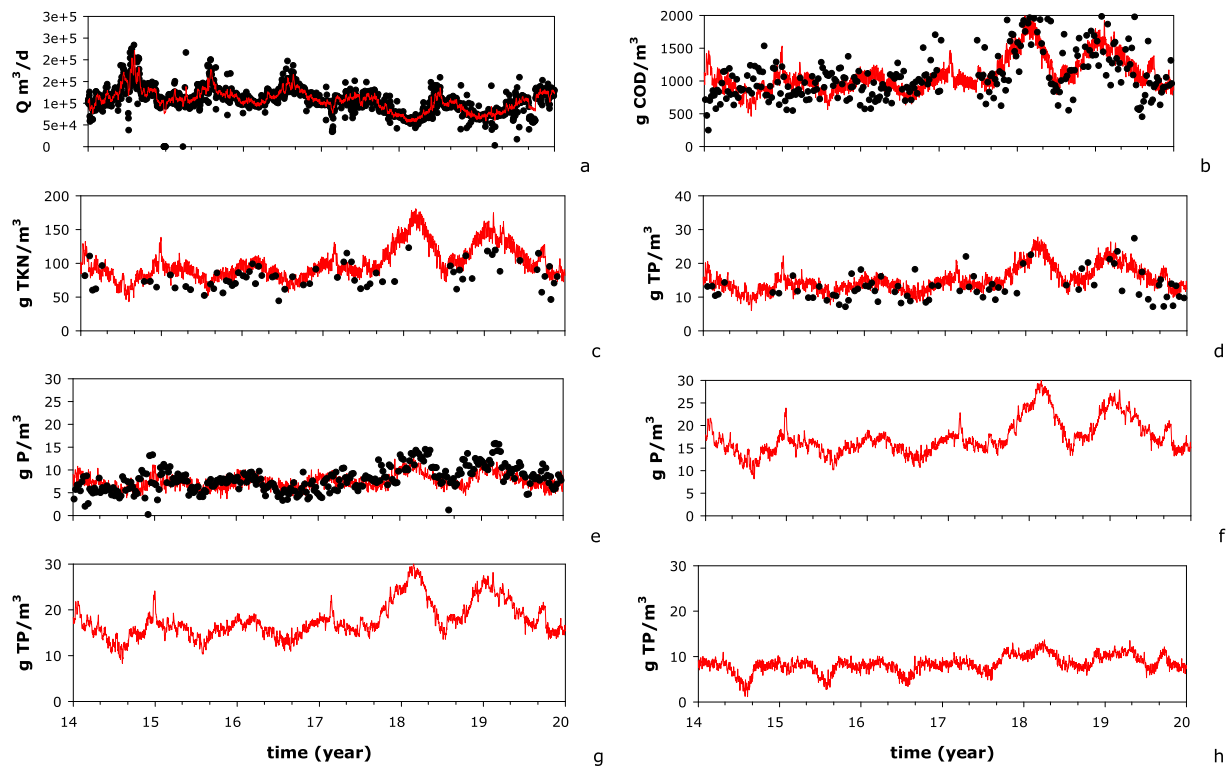 3e+5
2e+5
2e+5
1e+5
5e+4
0
Q m³/d
a
2000
1500
1000
500
0
g COD/m³
b
200
150
100
50
0
g TKN/m³
c
40
30
20
10
0
g TP/m³
d
30
25
20
15
10
5
0
g P/m³
e
30
25
20
15
10
5
0
g P/m³
f
30
20
10
0
g TP/m³
14 15 16 17 18 19 20
time (year)
g
30
20
10
0
g TP/m³
14 15 16 17 18 19 20
time (year)
h